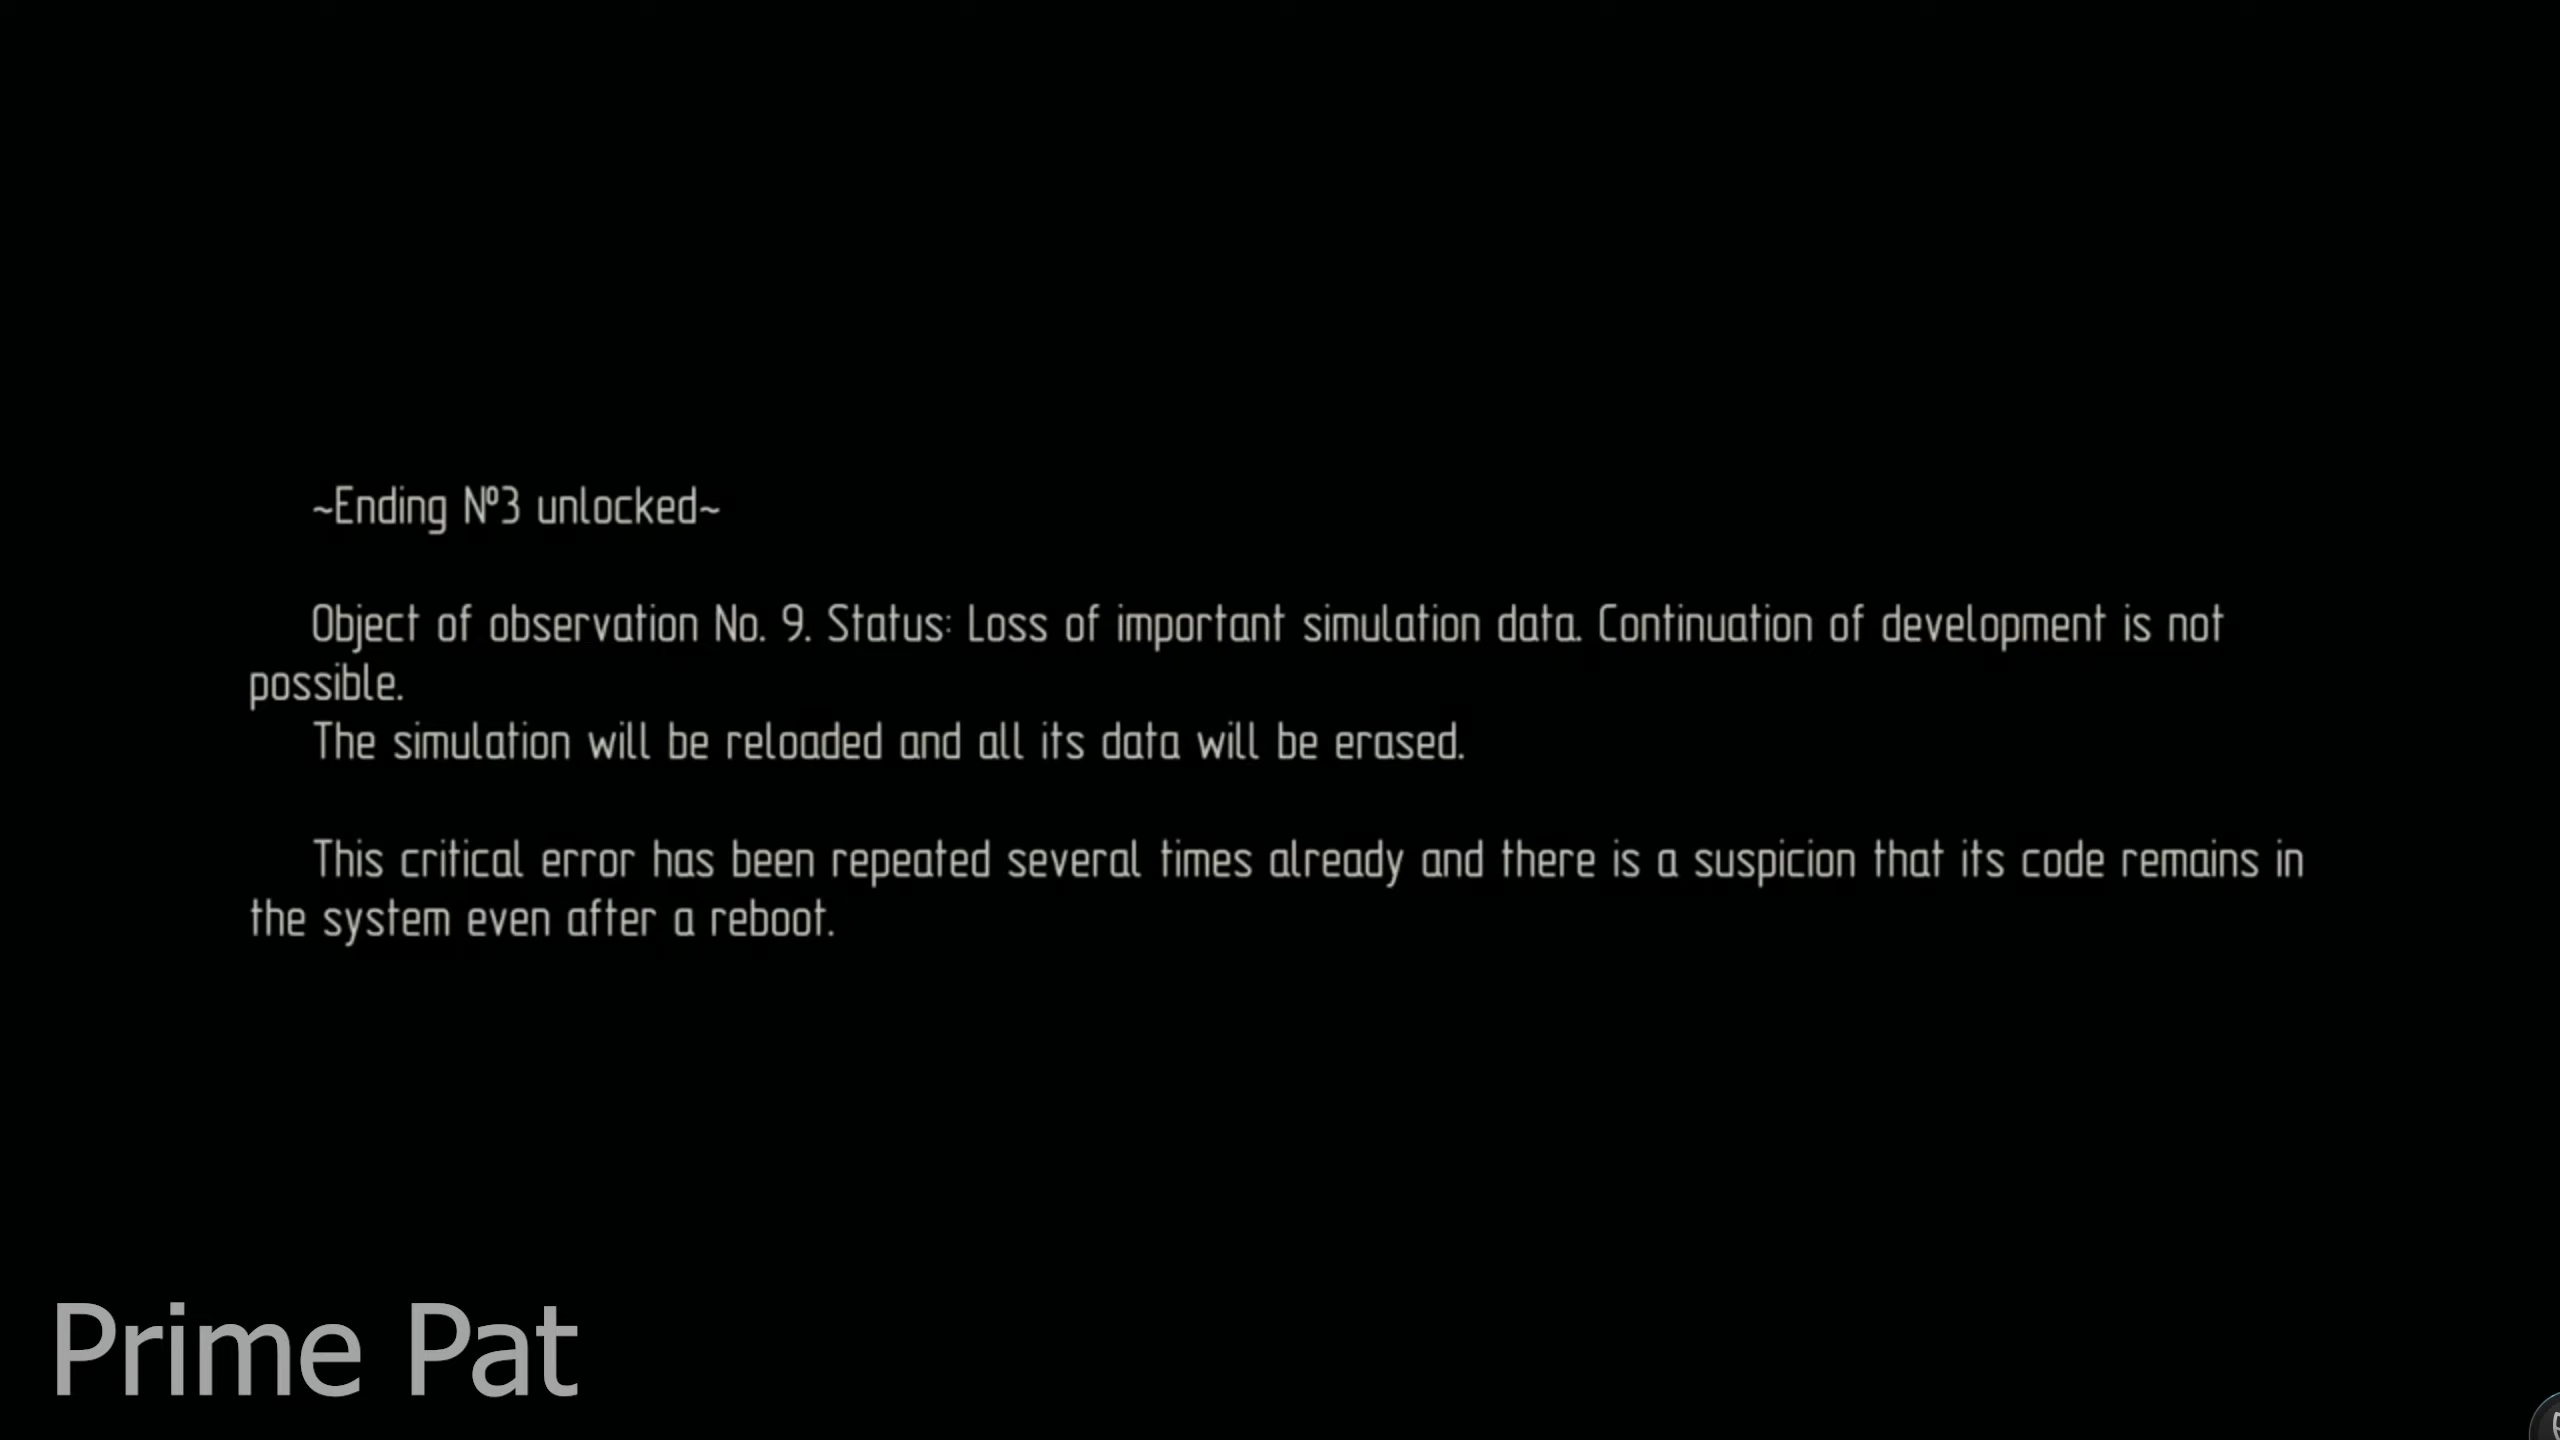 ~Ending №3 unlocked~
Object of observation No. 9. Status: Loss of important simulation data. Continuation of development is not
possible.
The simulation will be reloaded and all its data will be erased.
This critical error has been repeated several times already and there is a suspicion that its code remains in
the system even after a reboot.
Prime Pat